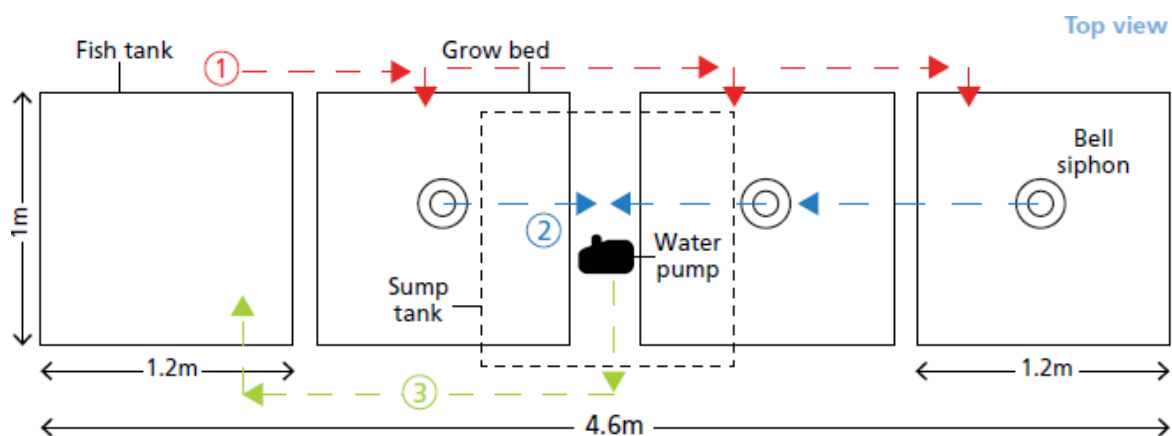 Top view
Fish tank
Grow bed
1
Bell
siphon
1m
2
Water
pump
Sump
tank
1.2m
3
1.2m
4.6m